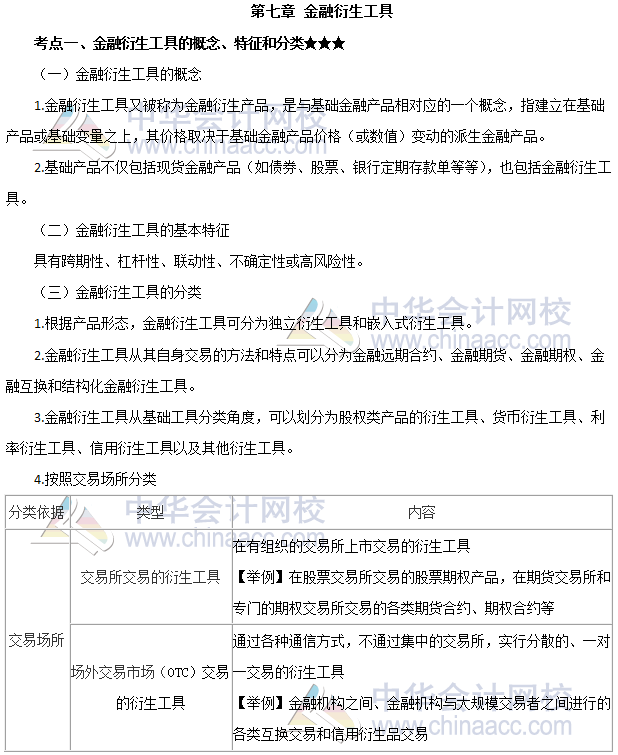 第七章 金融衍生工具
考点一、金融衍生工具的概念、特征和分类★★★
（一）金融衍生工具的概念
1.金融衍生工具又被称为金融衍生产品，是与基础金融产品相对应的一个概念，指建立在基础
产品或基础变量之上，其价格取决于基础金融产品价格（或数值）变动的派生金融产品。
2.基础产品不仅包括现货金融产品（如债券、股票、银行定期存款单等等），也包括金融衍生工
具。
（二）金融衍生工具的基本特征
具有跨期性、杠杆性、联动性、不确定性或高风险性。
（三）金融衍生工具的分类
1.根据产品形态，金融衍生工具可分为独立衍生工具和嵌入式衍生工具。
2.金融衍生工具从其自身交易的方法和特点可以分为金融远期合约、金融期货、金融期权、金
融互换和结构化金融衍生工具。
3.金融衍生工具从基础工具分类角度，可以划分为股权类产品的衍生工具、货币衍生工具、利
率衍生工具、信用衍生工具以及其他衍生工具。
4.按照交易场所分类
分类依据 类型 内容
交易场所
交易所交易的衍生工具
在有组织的交易所上市交易的衍生工具
【举例】在股票交易所交易的股票期权产品，在期货交易所和
专门的期权交易所交易的各类期货合约、期权合约等
场外交易市场（OTC）交易
的衍生工具
通过各种通信方式，不通过集中的交易所，实行分散的、一对
一交易的衍生工具
【举例】金融机构之间、金融机构与大规模交易者之间进行的
各类互换交易和信用衍生品交易
中华会计网校
www.chinaacc.com
中华会计网校
www.chinaacc.com
中华会计网校
www.chinaacc.com
中华会计网校
www.chinaacc.com